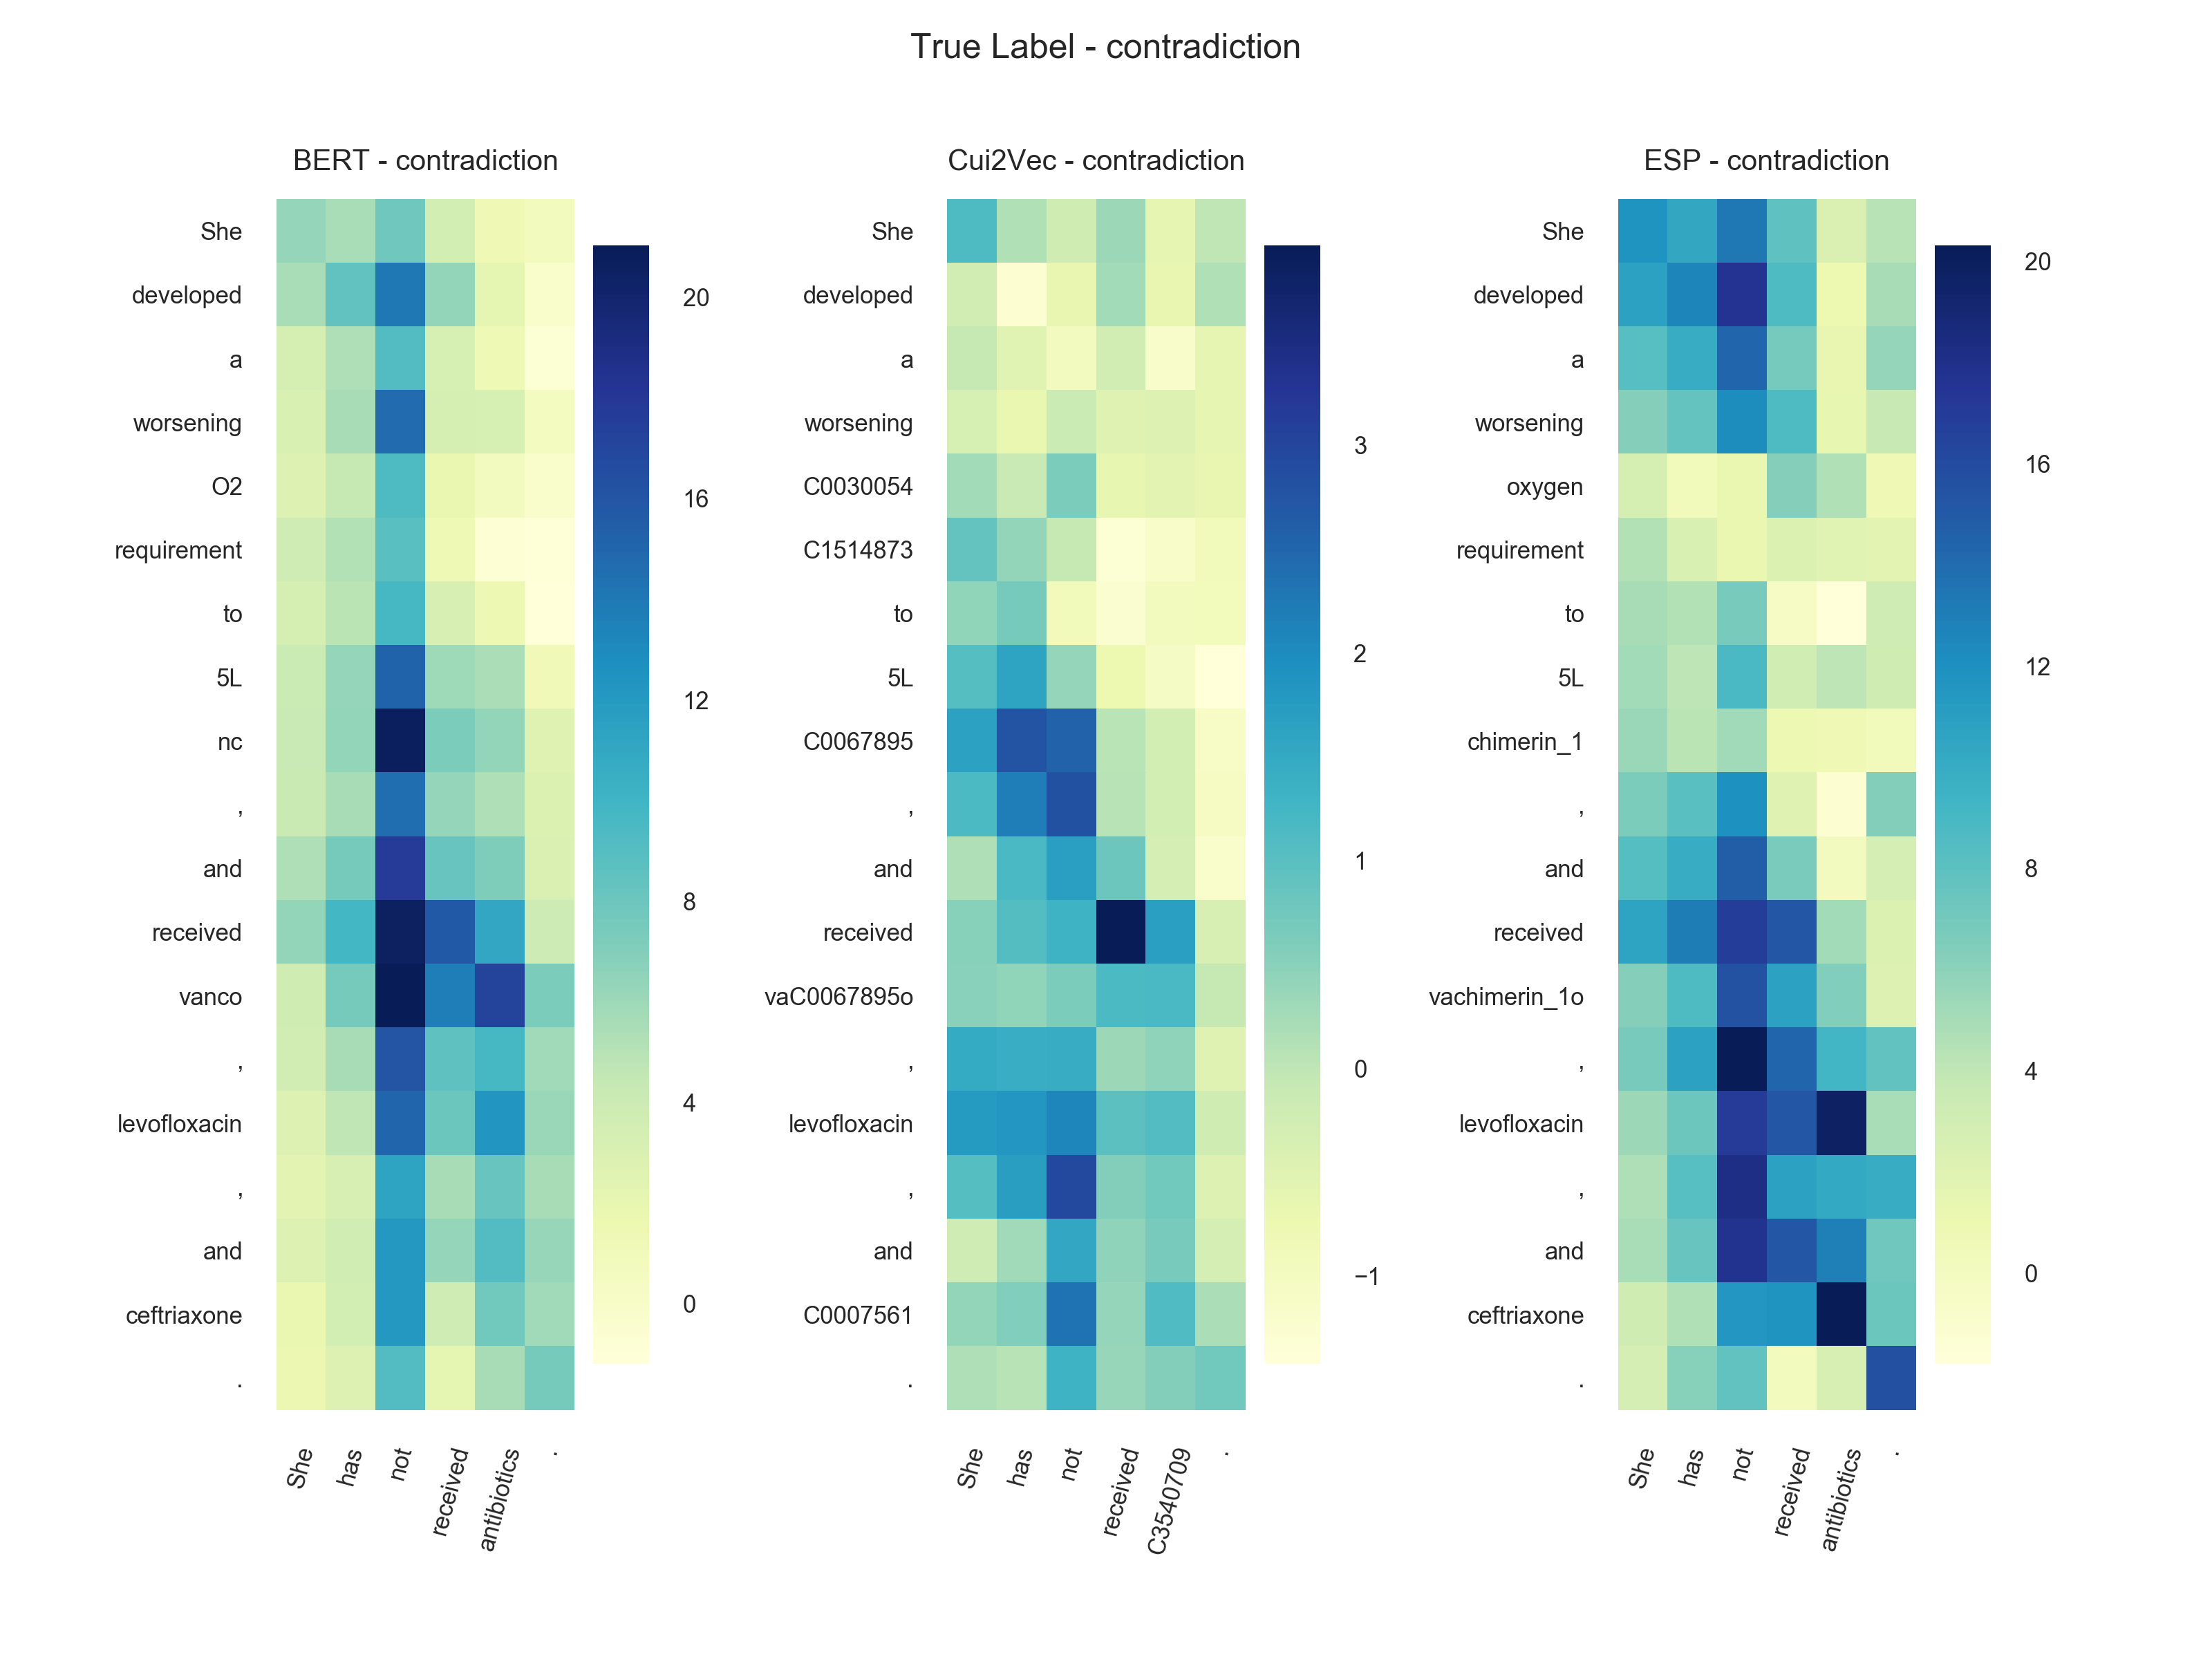 True Label - contradiction
BERT - contradiction
She
developed
a
worsening
O2
requirement
to
5L
nc
,
and
received
vanco
,
levofloxacin
,
and
ceftriaxone
.
She
has
not
received
antibiotics
.
20
16
12
8
4
0
Cui2Vec - contradiction
She
developed
a
worsening
C0030054
C1514873
to
5L
C0067895
,
and
received
vaC0067895o
,
levofloxacin
,
and
C0007561
.
She
has
not
received
C3540709
.
3
2
1
0
−1
ESP - contradiction
She
developed
a
worsening
oxygen
requirement
to
5L
chimerin_1
,
and
received
vachimerin_1o
,
levofloxacin
,
and
ceftriaxone
.
She
has
not
received
antibiotics
.
20
16
12
8
4
0